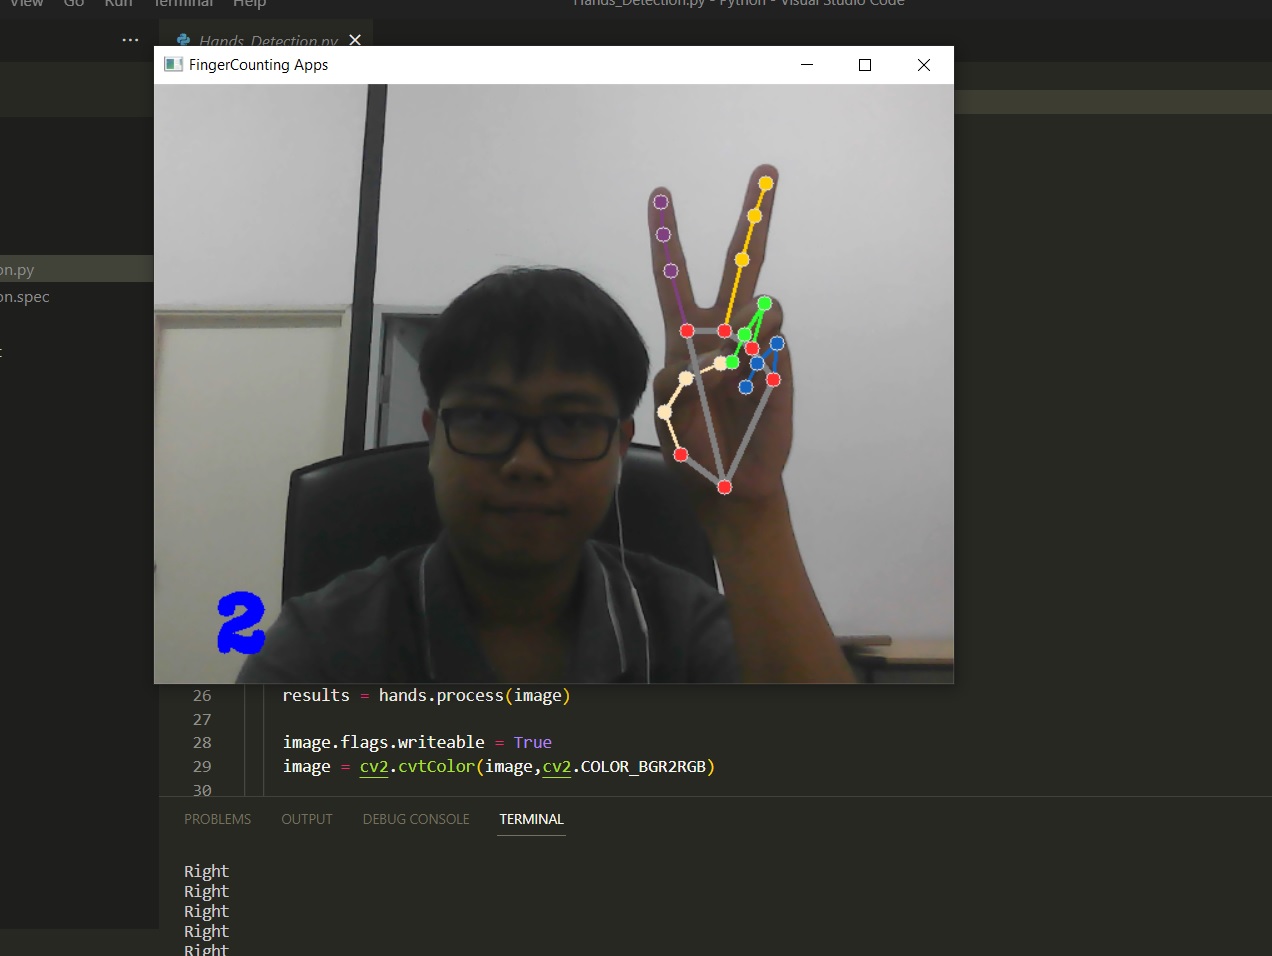 View Go Run Terminal Help
Hands_Detection.py - Python - Visual Studio Code
... Hands_Detection.py
FingerCounting Apps
on.py
on.spec
2
26 results = hands.process(image)
27
28 image.flags.writeable = True
29 image = cv2.cvtColor(image,cv2.COLOR_BGR2RGB)
30
PROBLEMS OUTPUT DEBUG CONSOLE TERMINAL
Right
Right
Right
Right
Right